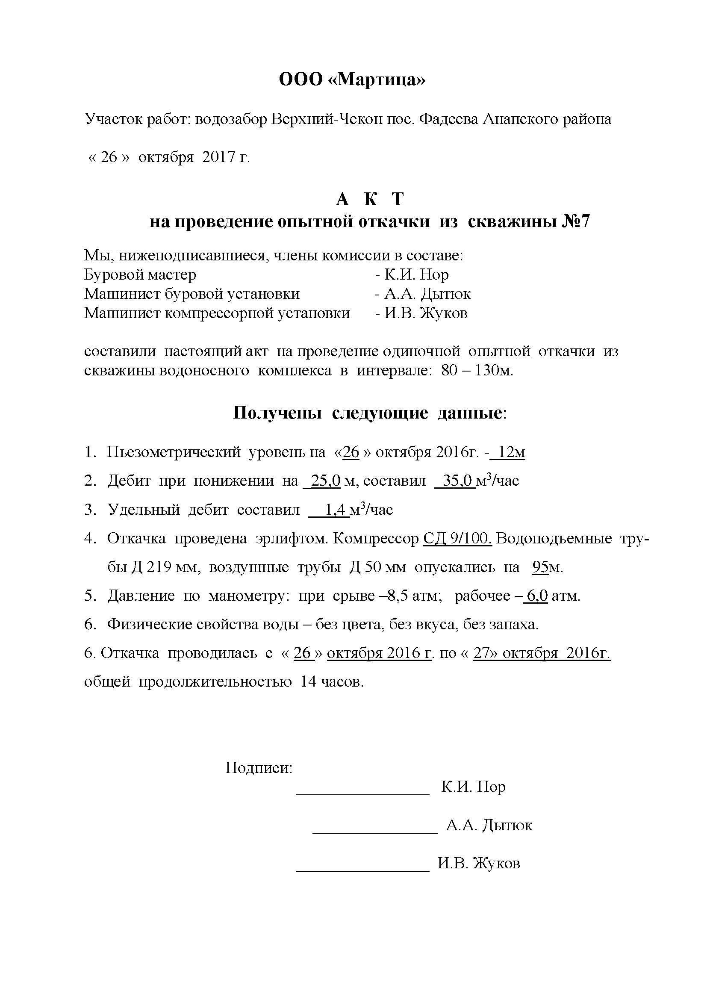 ООО «Мартица»
Участок работ: водозабор Верхний-Чекон пос. Фадеева Анапского района
« 26 » октября 2017 г.
А К Т
на проведение опытной откачки из скважины №7
Мы, нижеподписавшиеся, члены комиссии в составе:
Буровой мастер - К.И. Нор
Машинист буровой установки - А.А. Дытюк
Машинист компрессорной установки - И.В. Жуков
составили настоящий акт на проведение одиночной опытной откачки из
скважины водоносного комплекса в интервале: 80 – 130м.
Получены следующие данные:
1. Пьезометрический уровень на «26 » октября 2016г. - 12м
2. Дебит при понижении на _25,0 м, составил 35,0 м³/час
3. Удельный дебит составил 1,4 м³/час
4. Откачка проведена эрлифтом. Компрессор СД 9/100. Водоподъемные тру-
бы Д 219 мм, воздушные трубы Д 50 мм опускались на 95м.
5. Давление по манометру: при срыве –8,5 атм; рабочее – 6,0 атм.
6. Физические свойства воды – без цвета, без вкуса, без запаха.
6. Откачка проводилась с « 26 » октября 2016 г. по « 27» октября 2016г.
общей продолжительностью 14 часов.
Подписи:
________________ К.И. Нор
_______________ А.А. Дытюк
________________ И.В. Жуков